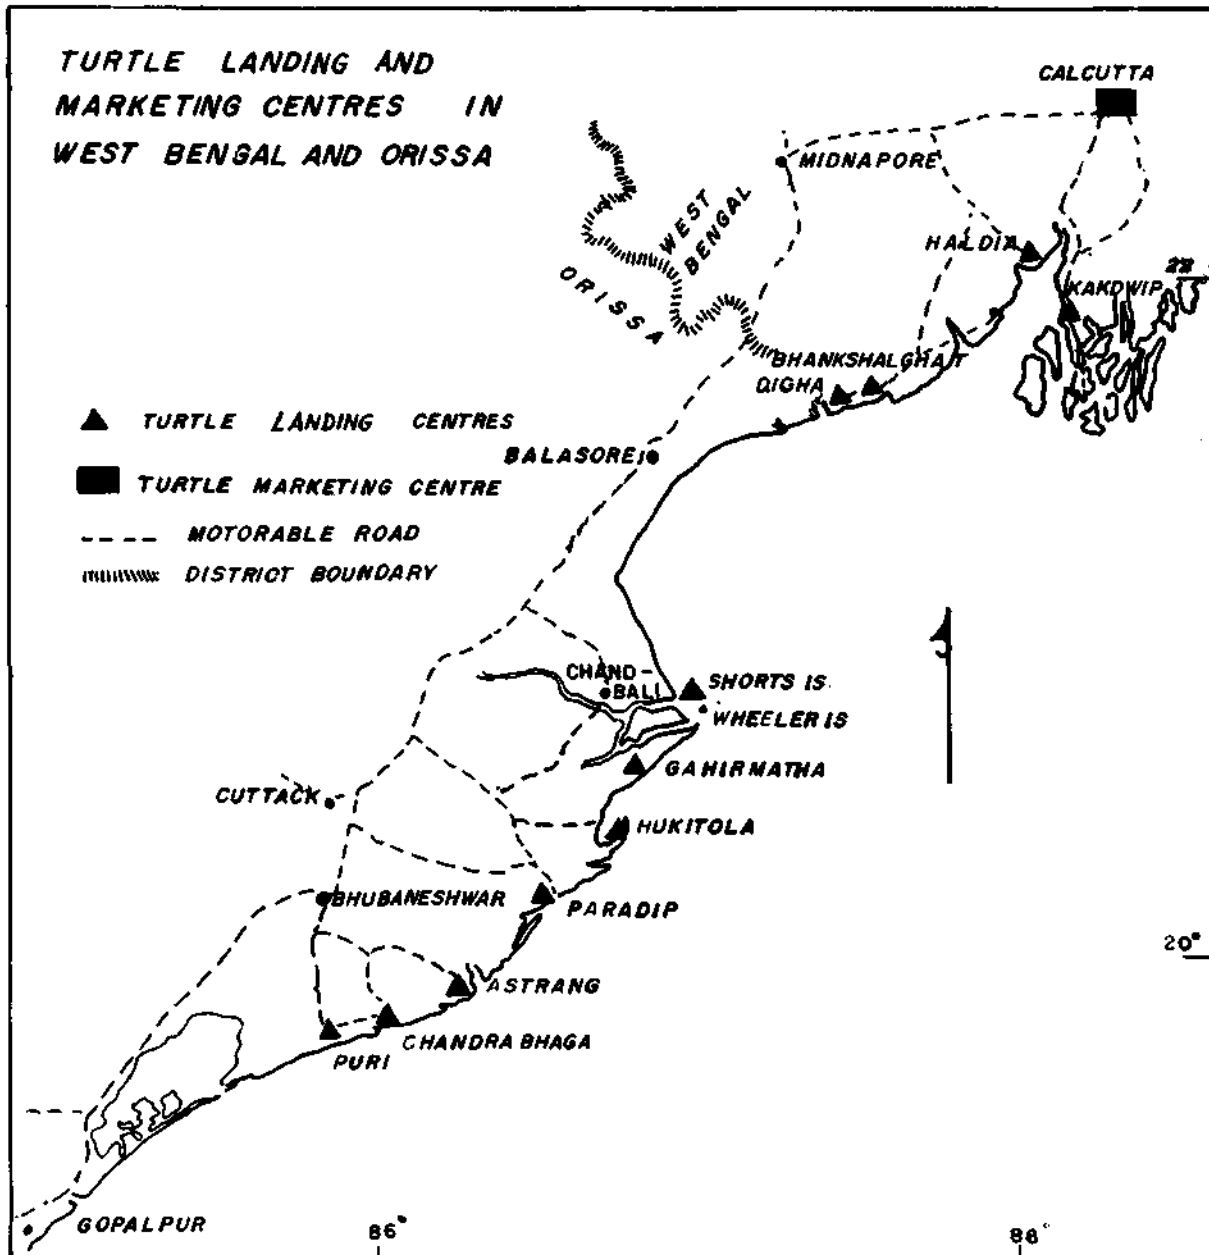 TURTLE LANDING AND
MARKETING CENTRES IN
WEST BENGAL AND ORISSA
CALCUTTA
MIDNAPORE
WEST
BENGAL
ORISSA
HALDIA
22
KAKDWIP
BHANKSHALGHAT
DIGHA
TURTLE LANDING CENTRES
BALASORE
TURTLE MARKETING CENTRE
MOTORABLE ROAD
DISTRICT BOUNDARY
CHAND-
BALI
SHORTS IS.
WHEELER IS
GAHIRMATHA
CUTTACK
HUKITOLA
BHUBANESHWAR
PARADIP
20°
ASTRANG
CHANDRA BHAGA
PURI
GOPALPUR
86°
88°